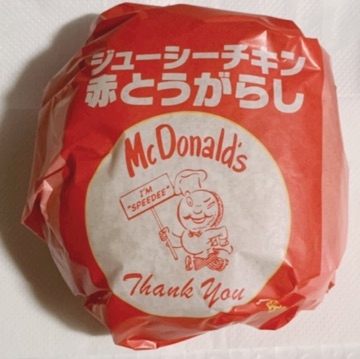 ジューシーチキン
赤とうがらし
McDonald's
I'M
"SPEEDEE"
Thank You